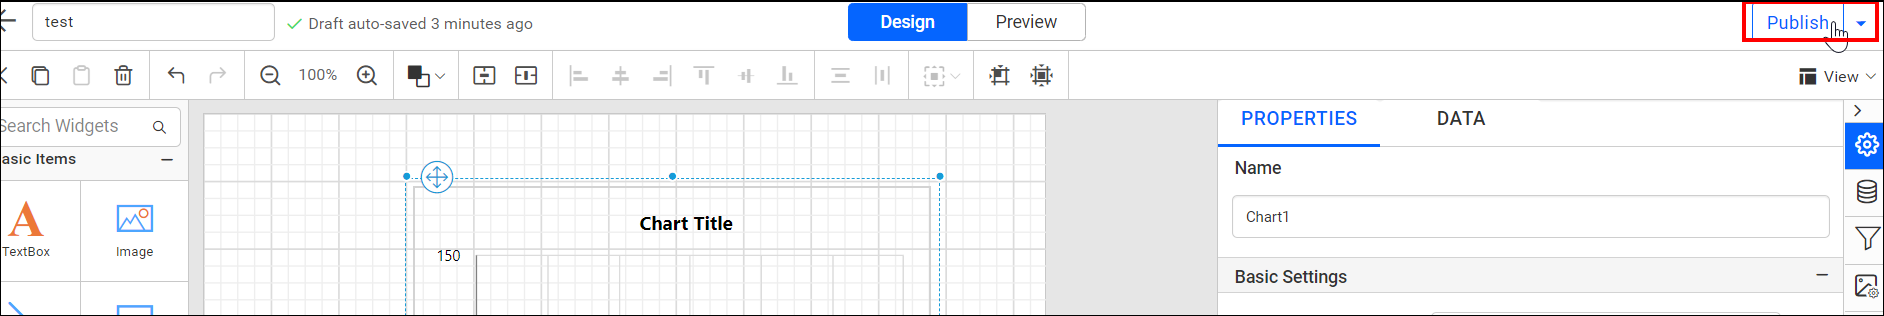 test
Draft auto-saved 3 minutes ago
Design
Preview
Publish
100%
View
Search Widgets
asic Items
TextBox
Image
Chart Title
150
PROPERTIES
DATA
Name
Chart1
Basic Settings